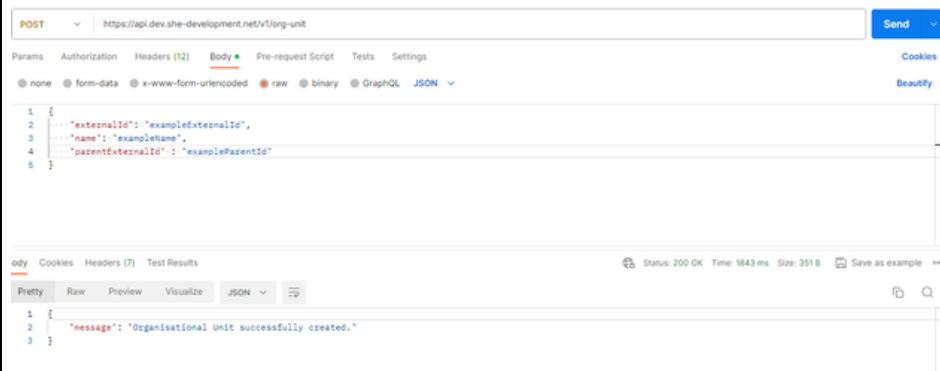 POST https://api.dev.she-development.net/v1/org-unit Send
Params Authorization Headers (12) Body Pre-request Script Tests Settings Cookies
none form-data x-www-form-urlencoded raw binary GraphQL JSON Beautify
1 {
2 "externalId": "exampleExternalId",
3 "name": "exampleName",
4 "parentExternalId" : "exampleParentId"
5 }
ody Cookies Headers (7) Test Results Status: 200 OK Time: 1843 ms Size: 351 B Save as example
Pretty Raw Preview Visualize JSON
1 {
2 "message": "Organisational Unit successfully created."
3 }